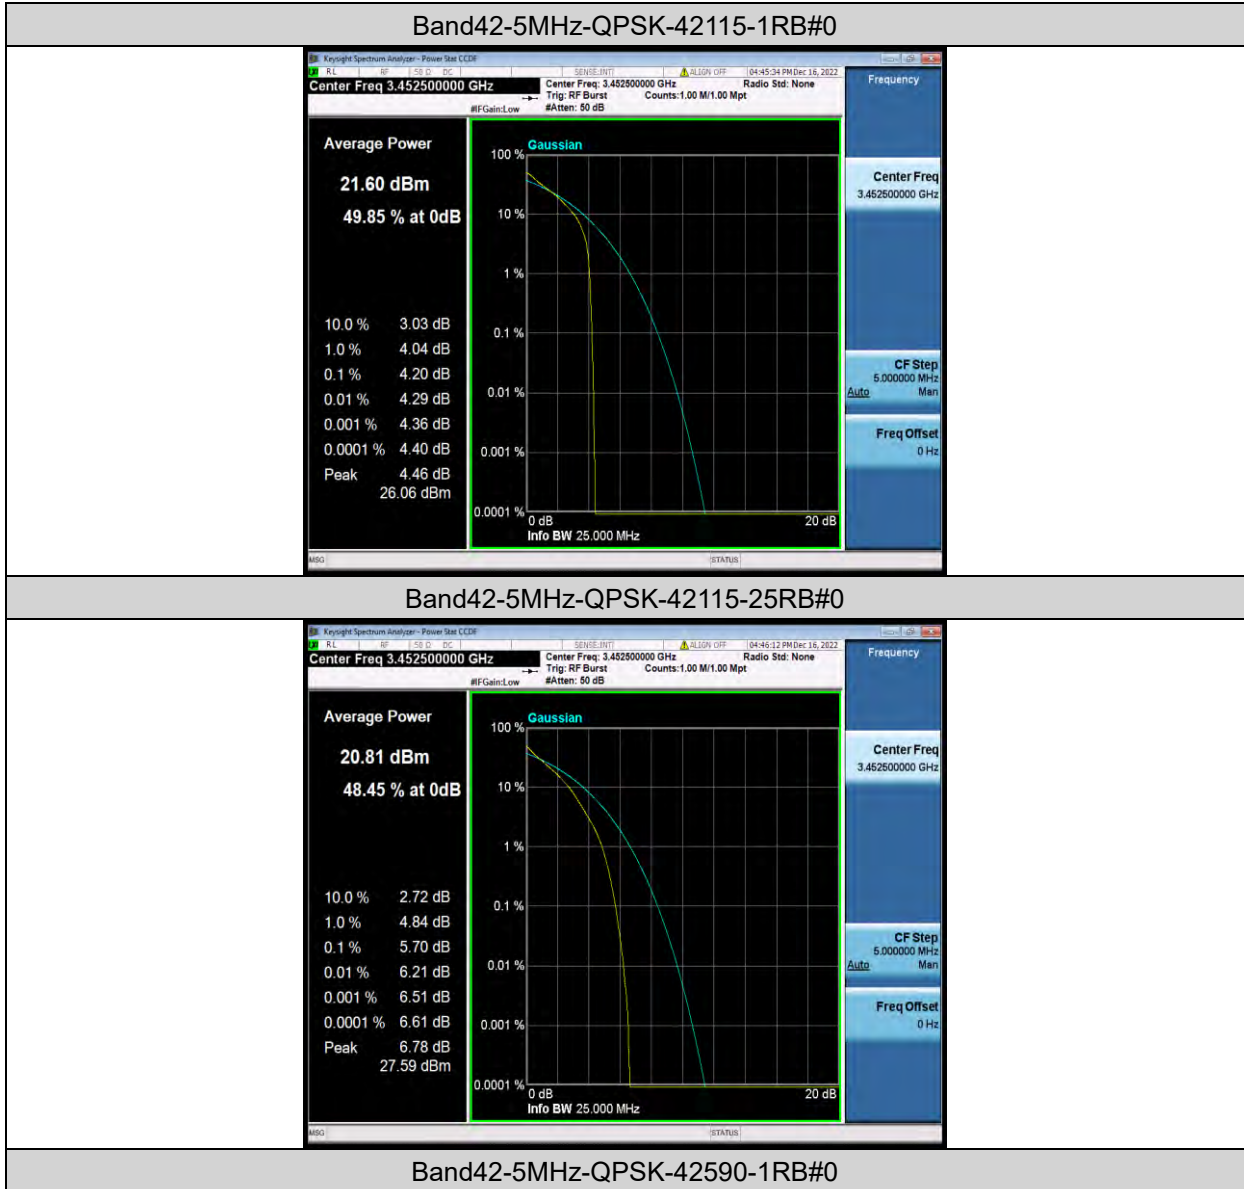 Band42-5MHz-QPSK-42115-1RB#0
Keysight Spectrum Analyzer - Power Stat CCDF
RL RF 50 Ω DC SENSE:INT ALIGN OFF 04:45:34 PM Dec 16, 2022
Center Freq 3.452500000 GHz
Center Freq: 3.452500000 GHz Radio Std: None
Trig: RF Burst Counts:1.00 M/1.00 Mpt
#IFGain:Low #Atten: 50 dB
Frequency
Average Power
21.60 dBm
49.85 % at 0dB
10.0 % 3.03 dB
1.0 % 4.04 dB
0.1 % 4.20 dB
0.01 % 4.29 dB
0.001 % 4.36 dB
0.0001 % 4.40 dB
Peak 4.46 dB
26.06 dBm
Gaussian
100 %
10 %
1 %
0.1 %
0.01 %
0.001 %
0.0001 %
0 dB 20 dB
Info BW 25.000 MHz
Center Freq
3.452500000 GHz
CF Step
5.000000 MHz
Auto Man
Freq Offset
0 Hz
MSG STATUS
Band42-5MHz-QPSK-42115-25RB#0
Keysight Spectrum Analyzer - Power Stat CCDF
RL RF 50 Ω DC SENSE:INT ALIGN OFF 04:46:12 PM Dec 16, 2022
Center Freq 3.452500000 GHz
Center Freq: 3.452500000 GHz Radio Std: None
Trig: RF Burst Counts:1.00 M/1.00 Mpt
#IFGain:Low #Atten: 50 dB
Frequency
Average Power
20.81 dBm
48.45 % at 0dB
10.0 % 2.72 dB
1.0 % 4.84 dB
0.1 % 5.70 dB
0.01 % 6.21 dB
0.001 % 6.51 dB
0.0001 % 6.61 dB
Peak 6.78 dB
27.59 dBm
Gaussian
100 %
10 %
1 %
0.1 %
0.01 %
0.001 %
0.0001 %
0 dB 20 dB
Info BW 25.000 MHz
Center Freq
3.452500000 GHz
CF Step
5.000000 MHz
Auto Man
Freq Offset
0 Hz
MSG STATUS
Band42-5MHz-QPSK-42590-1RB#0